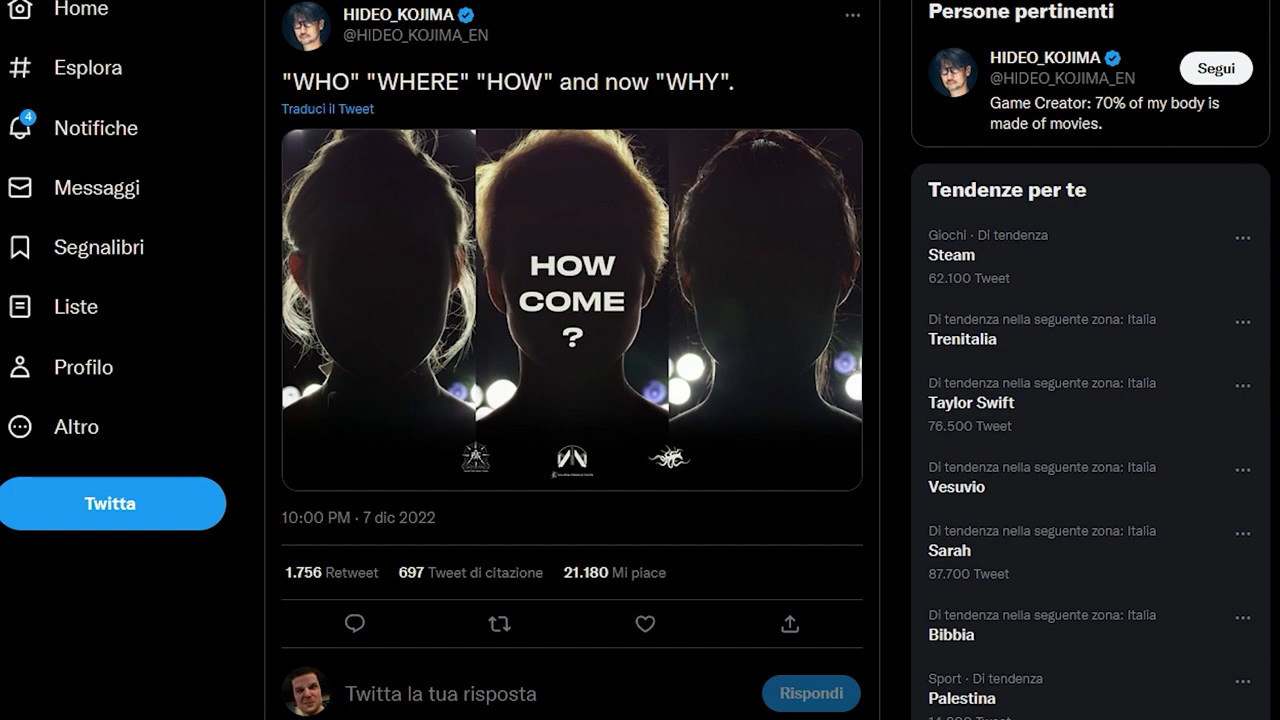 Home
Esplora
4
Notifiche
Messaggi
Segnalibri
Liste
Profilo
Altro
Twitta
HIDEO_KOJIMA
@HIDEO_KOJIMA_EN
"WHO" "WHERE" "HOW" and now "WHY".
Traduci il Tweet
HOW
COME
?
10:00 PM · 7 dic 2022
1.756 Retweet 697 Tweet di citazione 21.180 Mi piace
Twitta la tua risposta
Rispondi
Persone pertinenti
HIDEO_KOJIMA
@HIDEO_KOJIMA_EN
Segui
Game Creator: 70% of my body is
made of movies.
Tendenze per te
Giochi · Di tendenza
Steam
62.100 Tweet
Di tendenza nella seguente zona: Italia
Trenitalia
Di tendenza nella seguente zona: Italia
Taylor Swift
76.500 Tweet
Di tendenza nella seguente zona: Italia
Vesuvio
Di tendenza nella seguente zona: Italia
Sarah
87.700 Tweet
Di tendenza nella seguente zona: Italia
Bibbia
Sport · Di tendenza
Palestina